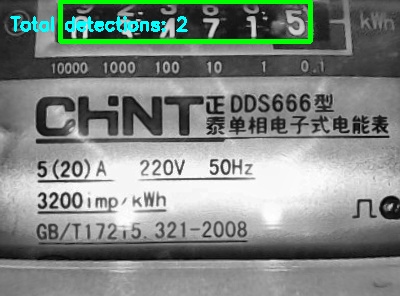 Total detections: 2
7 1 5 kWh
10000 1000 100 10 1 0.1
CHNT 正泰 DDS666型
单相电子式电能表
5(20)A 220V 50Hz
3200imp/kWh
GB/T17215.321-2008